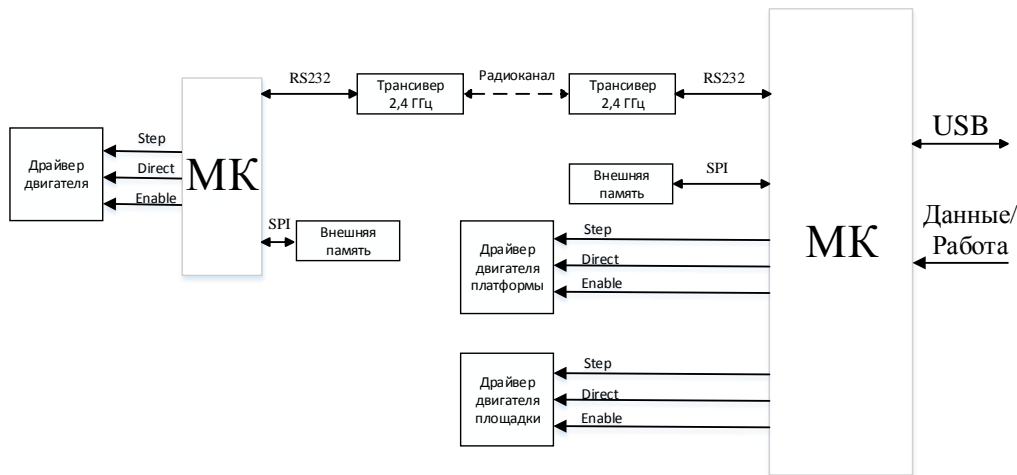 RS232
Трансивер
2,4 ГГц
Радиоканал
Трансивер
2,4 ГГц
RS232
Драйвер
двигателя
Step
Direct
Enable
МК
SPI
Внешняя
память
Внешняя
память
SPI
USB
Данные/
Работа
МК
Драйвер
двигателя
платформы
Step
Direct
Enable
Драйвер
двигателя
площадки
Step
Direct
Enable